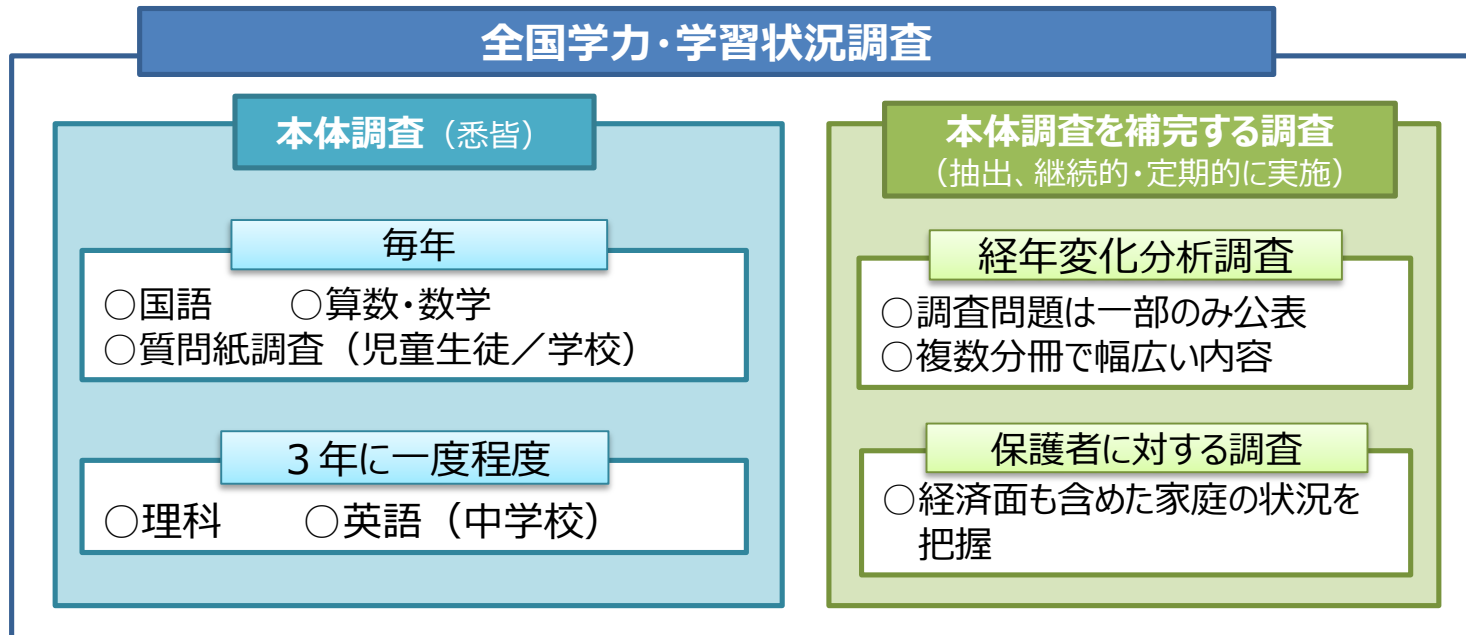 全国学力・学習状況調査
本体調査（悉皆）
毎年
○国語　○算数・数学
○質問紙調査（児童生徒／学校）
３年に一度程度
○理科　○英語（中学校）
本体調査を補完する調査
（抽出、継続的・定期的に実施）
経年変化分析調査
○調査問題は一部のみ公表
○複数分冊で幅広い内容
保護者に対する調査
○経済面も含めた家庭の状況を
把握